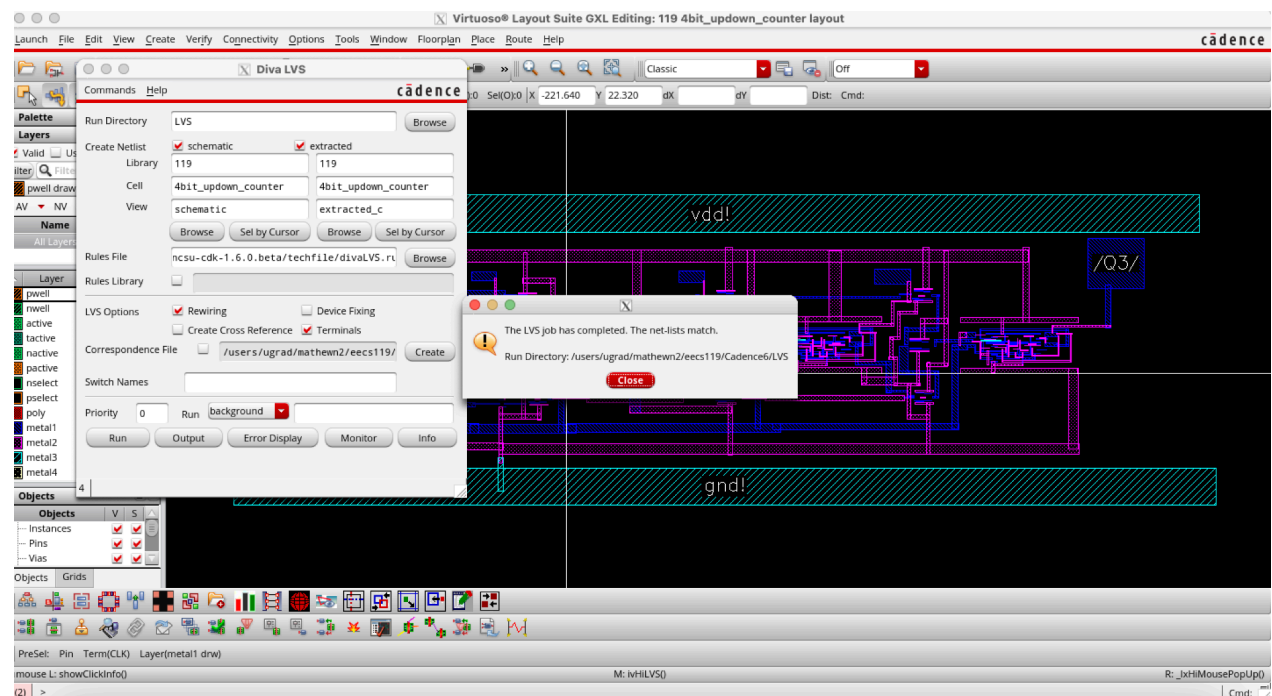 Virtuoso® Layout Suite GXL Editing: 119 4bit_updown_counter layout
Launch File Edit View Create Verify Connectivity Options Tools Window Floorplan Place Route Help
cādence
» Classic Off
Sel(O):0 X -221.640 Y 22.320 dX dY Dist: Cmd:
Palette
Layers
Valid Us
Filte
pwell draw
AV NV
Name
All Layers
Layer
pwell
nwell
active
tactive
nactive
pactive
nselect
pselect
poly
metal1
metal2
metal3
metal4
Objects
Objects V S
Instances
Pins
Vias
Objects Grids
Diva LVS
Commands Help
cādence
Run Directory LVS Browse
Create Netlist schematic extracted
Library 119 119
Cell 4bit_updown_counter 4bit_updown_counter
View schematic extracted_c
Browse Sel by Cursor Browse Sel by Cursor
Rules File ncsu-cdk-1.6.0.beta/techfile/divaLVS.ru Browse
Rules Library
LVS Options Rewiring Device Fixing
Create Cross Reference Terminals
Correspondence File /users/ugrad/mathewn2/eecs119/ Create
Switch Names
Priority 0 Run background
Run Output Error Display Monitor Info
4
vdd!
/Q3/
The LVS job has completed. The net-lists match.
Run Directory: /users/ugrad/mathewn2/eecs119/Cadence6/LVS
Close
gnd!
PreSel: Pin Term(CLK) Layer(metal1 drw)
mouse L: showClickInfo() M: ivHiLVS() R: _lxHiMousePopUp()
(2) > Cmd: